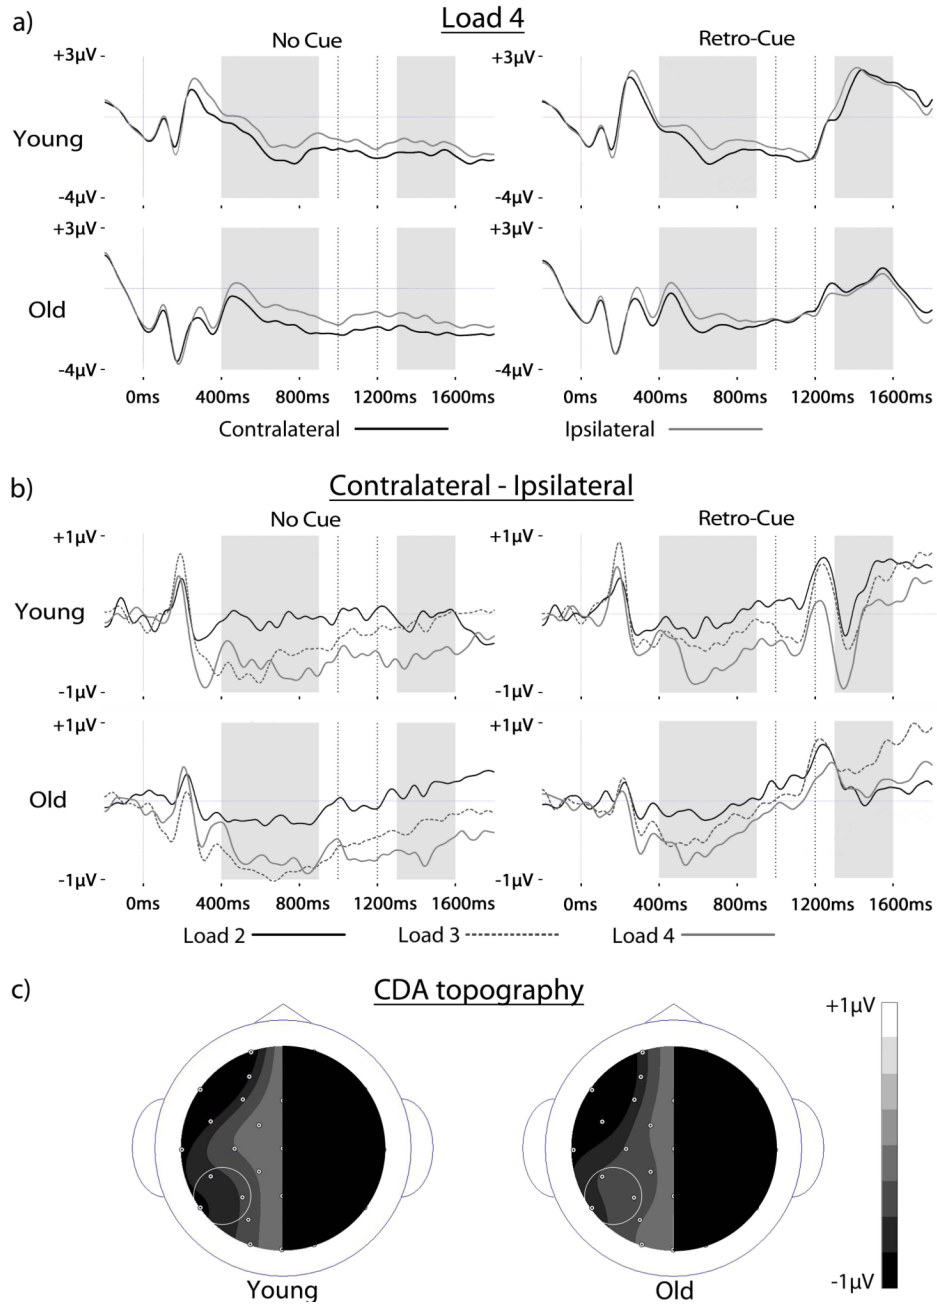 a)
Load 4
No Cue
Retro-Cue
+3µV
+3µV
Young
-4µV
-4µV
+3µV
+3µV
Old
-4µV
-4µV
0ms 400ms 800ms 1200ms 1600ms
0ms 400ms 800ms 1200ms 1600ms
Contralateral
Ipsilateral
b)
Contralateral - Ipsilateral
No Cue
Retro-Cue
+1µV
+1µV
Young
-1µV
-1µV
+1µV
+1µV
Old
-1µV
-1µV
0ms 400ms 800ms 1200ms 1600ms
0ms 400ms 800ms 1200ms 1600ms
Load 2
Load 3
Load 4
c)
CDA topography
+1µV
-1µV
Young
Old